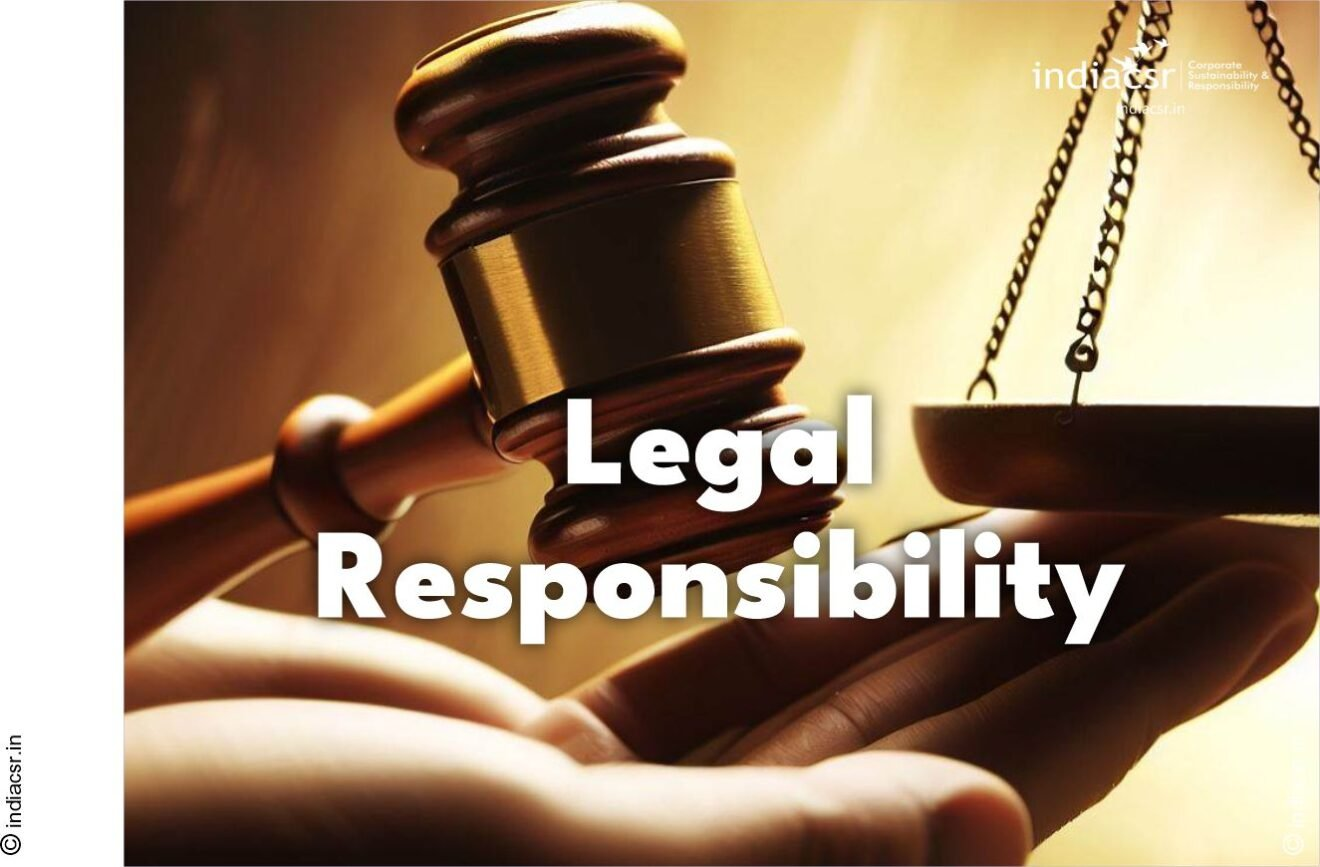 indiacsr
Corporate
Sustainability &
Responsibility
indiacsr.in
Legal
Responsibility
© indiacsr.in